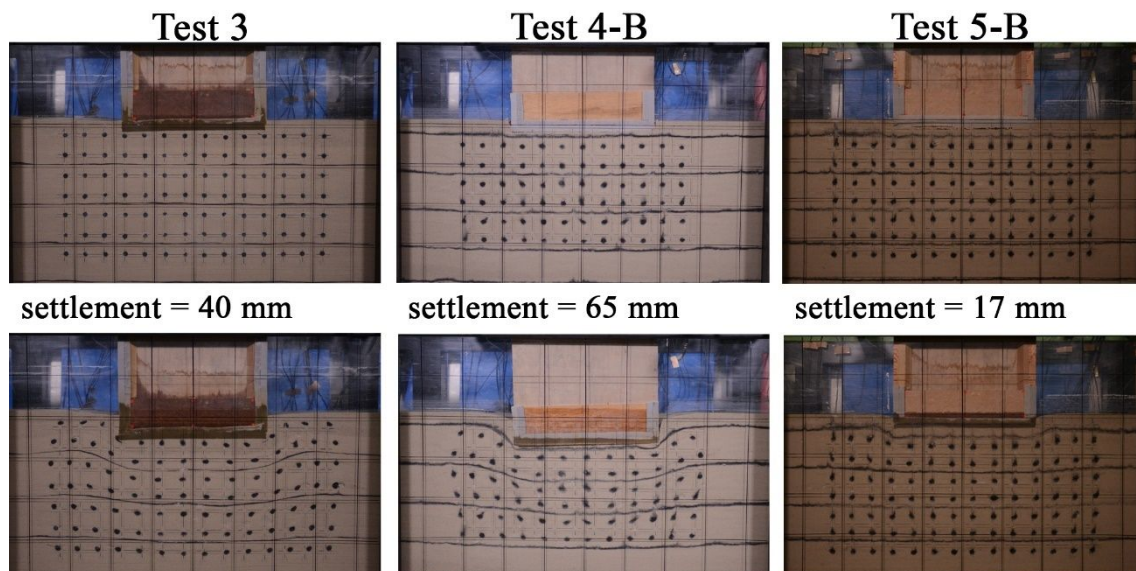 Test 3
Test 4-B
Test 5-B
settlement = 40 mm
settlement = 65 mm
settlement = 17 mm